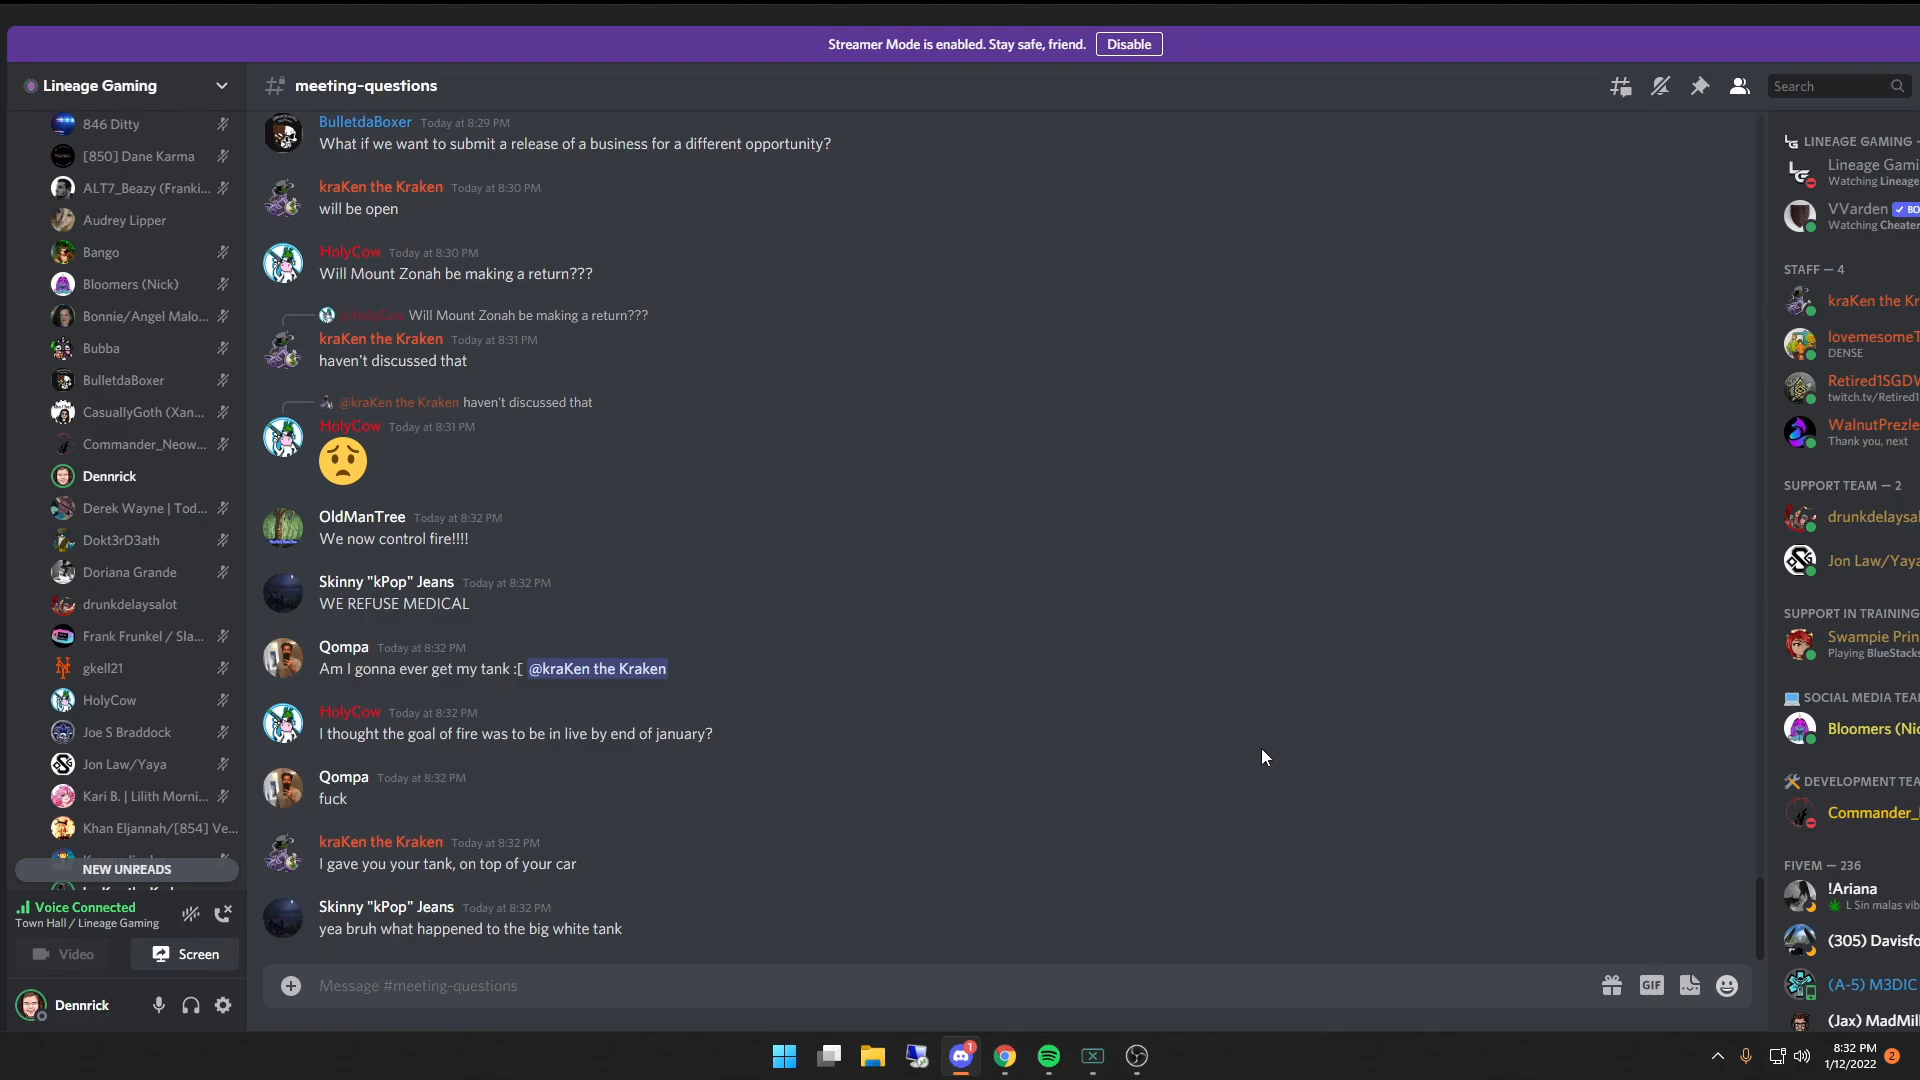 Streamer Mode is enabled. Stay safe, friend. Disable
Lineage Gaming
846 Ditty
[850] Dane Karma
ALT7_Beazy (Franki...
Audrey Lipper
Bango
Bloomers (Nick)
Bonnie/Angel Malo...
Bubba
BulletdaBoxer
CasuallyGoth (Xan...
Commander_Neow...
Dennrick
Derek Wayne | Tod...
Dokt3rD3ath
Doriana Grande
drunkdelaysalot
Frank Frunkel / Sla...
gkell21
HolyCow
Joe S Braddock
Jon Law/Yaya
Kari B. | Lilith Morni...
Khan Eljannah/[854] Ve...
NEW UNREADS
Voice Connected
Town Hall / Lineage Gaming
Video
Screen
Dennrick
meeting-questions
Search
BulletdaBoxer Today at 8:29 PM
What if we want to submit a release of a business for a different opportunity?
kraKen the Kraken Today at 8:30 PM
will be open
HolyCow Today at 8:30 PM
Will Mount Zonah be making a return???
@HolyCow Will Mount Zonah be making a return???
kraKen the Kraken Today at 8:31 PM
haven't discussed that
@kraKen the Kraken haven't discussed that
HolyCow Today at 8:31 PM
OldManTree Today at 8:32 PM
We now control fire!!!!
Skinny "kPop" Jeans Today at 8:32 PM
WE REFUSE MEDICAL
Qompa Today at 8:32 PM
Am I gonna ever get my tank :[ @kraKen the Kraken
HolyCow Today at 8:32 PM
I thought the goal of fire was to be in live by end of january?
Qompa Today at 8:32 PM
fuck
kraKen the Kraken Today at 8:32 PM
I gave you your tank, on top of your car
Skinny "kPop" Jeans Today at 8:32 PM
yea bruh what happened to the big white tank
Message #meeting-questions
GIF
LINEAGE GAMING -
Lineage Gami
Watching Lineage
VVarden BO
Watching Cheater
STAFF — 4
kraKen the Kr
lovemesomeT
DENSE
Retired1SGDV
twitch.tv/Retired1
WalnutPrezle
Thank you, next
SUPPORT TEAM — 2
drunkdelaysal
Jon Law/Yaya
SUPPORT IN TRAINING
Swampie Prin
Playing BlueStacks
SOCIAL MEDIA TEAM
Bloomers (Nic
DEVELOPMENT TEA
Commander_
FIVEM — 236
!Ariana
L Sin malas vib
(305) Davisfo
(A-5) M3DIC
(Jax) MadMill
1
8:32 PM
1/12/2022
2